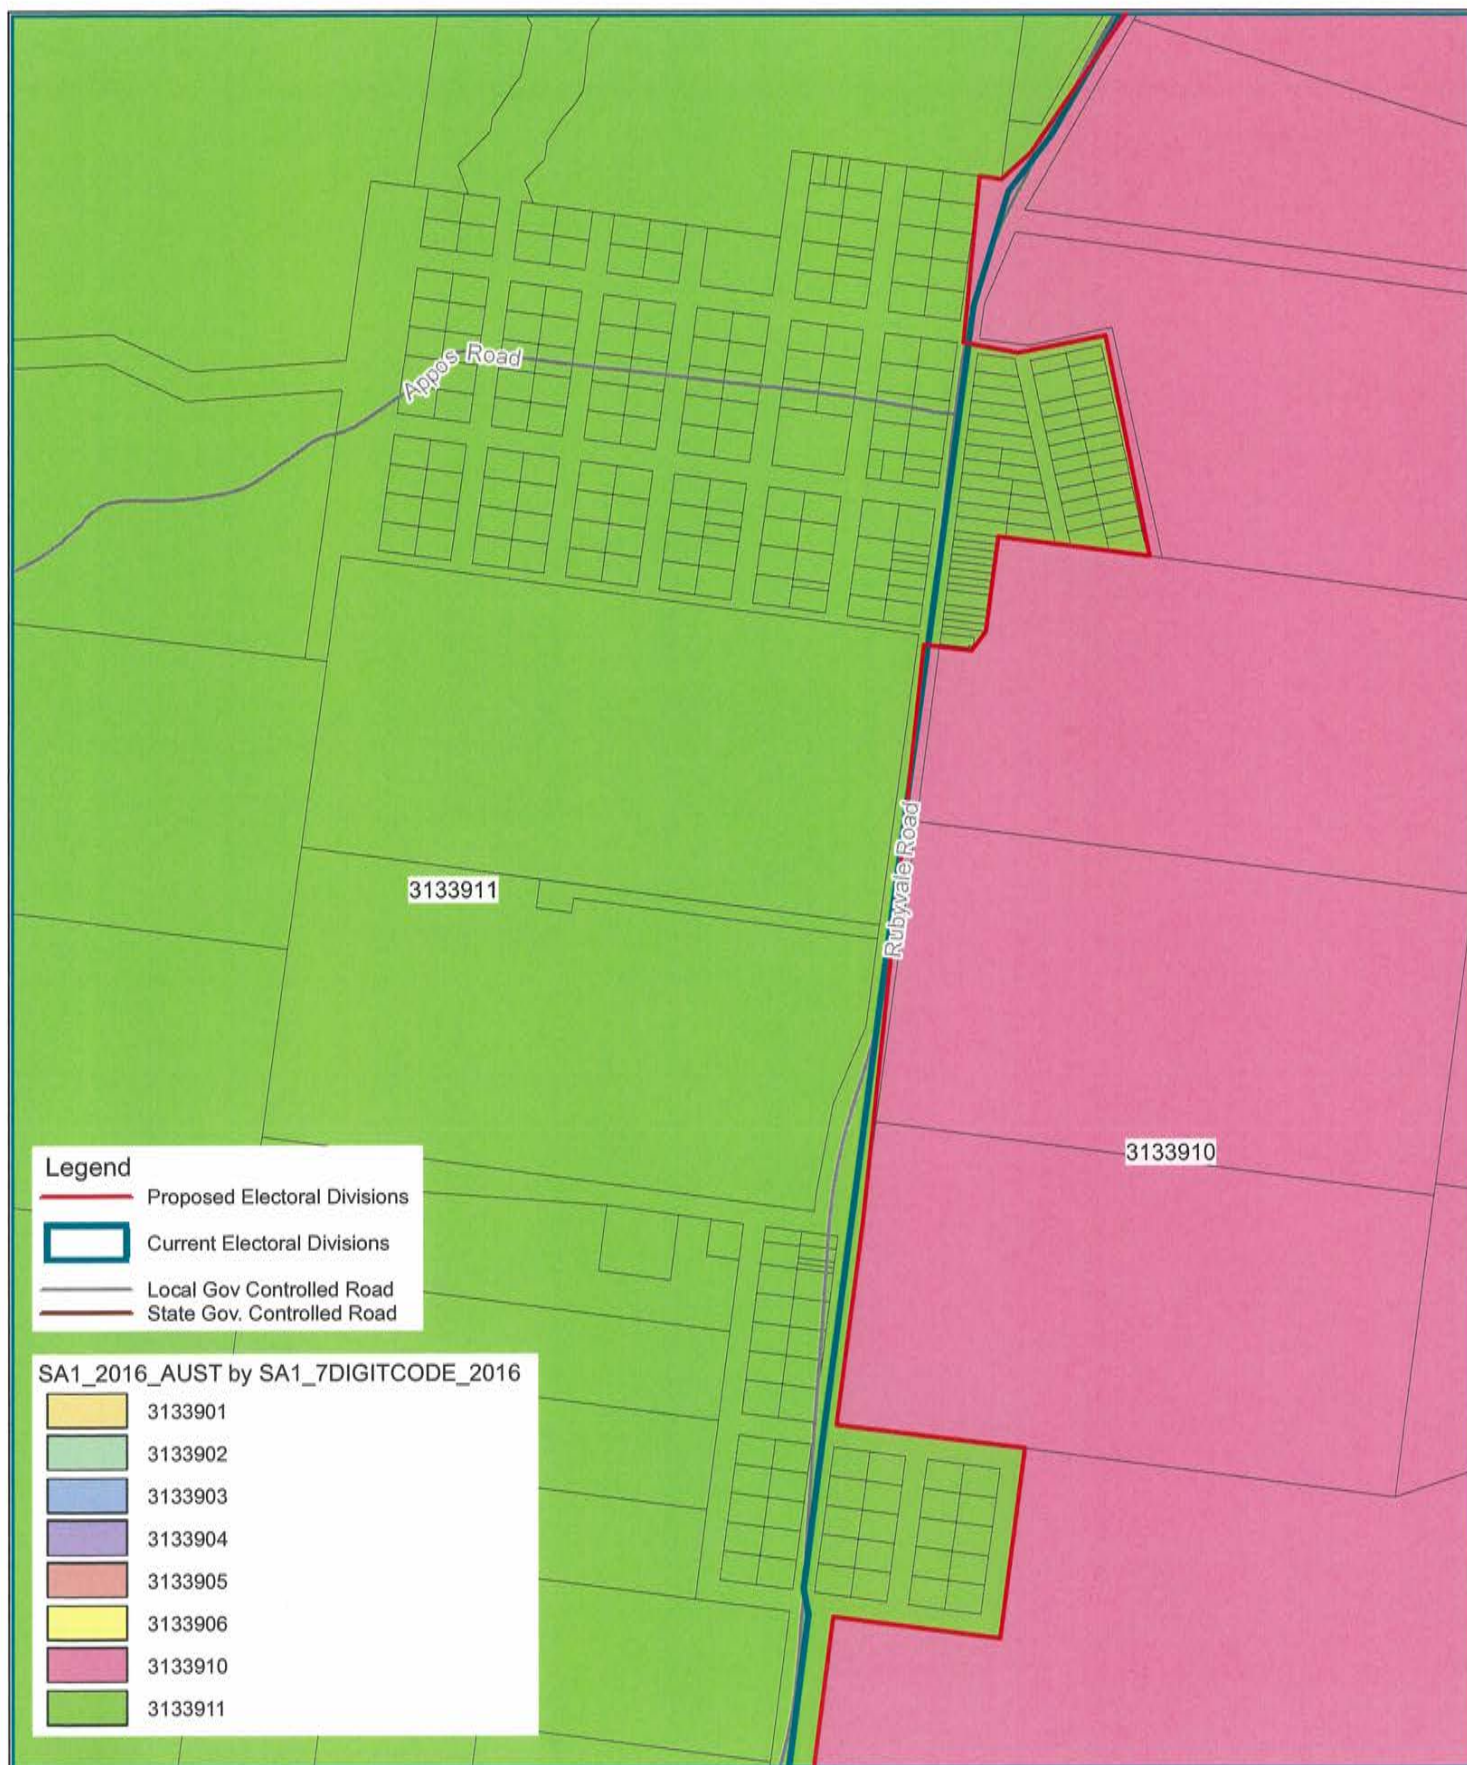 Appos Road
Rubyvale Road
3133911
3133910
Legend
Proposed Electoral Divisions
Current Electoral Divisions
Local Gov Controlled Road
State Gov. Controlled Road
SA1_2016_AUST by SA1_7DIGITCODE_2016
3133901
3133902
3133903
3133904
3133905
3133906
3133910
3133911